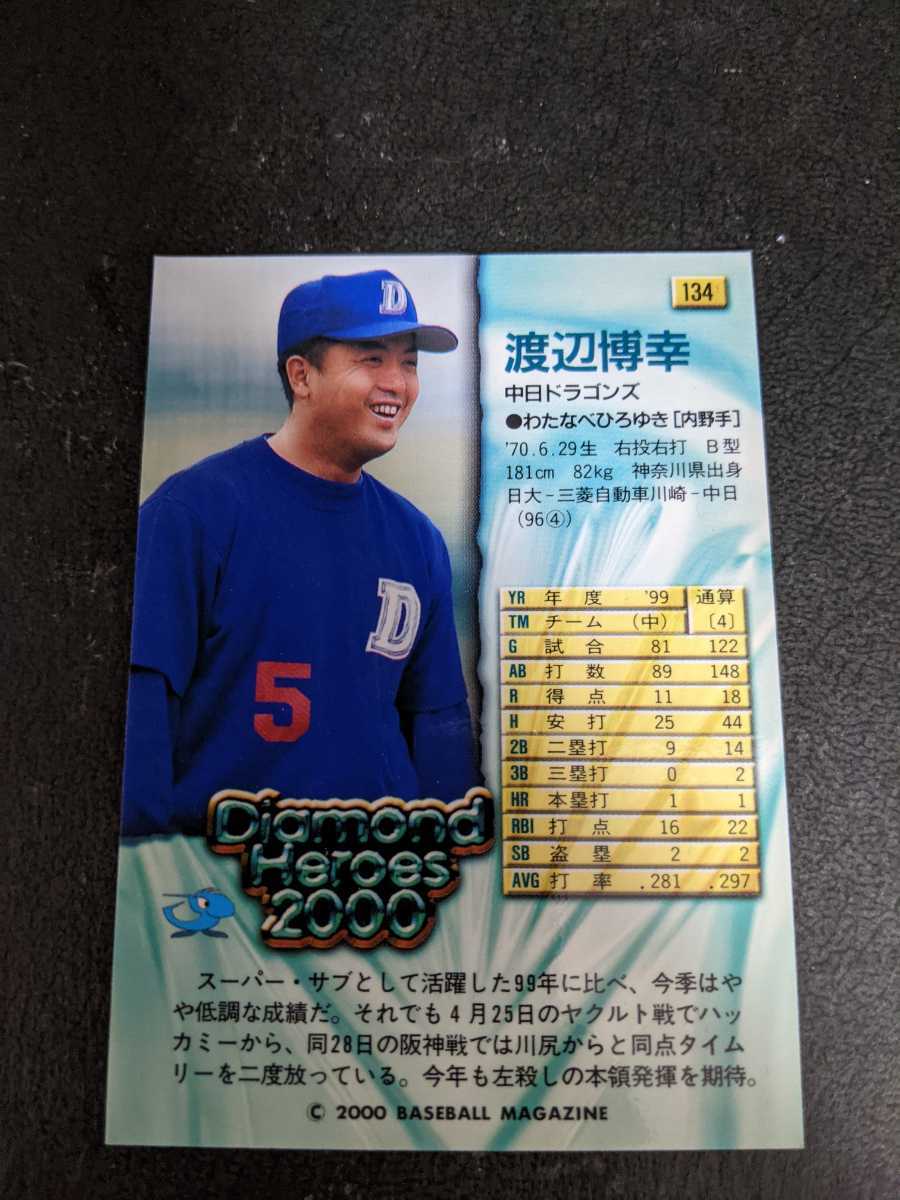 134
渡辺博幸
中日ドラゴンズ
●わたなべひろゆき[内野手]
'70.6.29生 右投右打 B型
181cm 82kg 神奈川県出身
日大-三菱自動車川崎-中日
(96④)
D
D
5
YR 年度 '99 通算
TM チーム (中) [4]
G 試合 81 122
AB 打数 89 148
R 得点 11 18
H 安打 25 44
2B 二塁打 9 14
3B 三塁打 0 2
HR 本塁打 1 1
RBI 打点 16 22
SB 盗塁 2 2
AVG 打率 .281 .297
Diamond
Heroes
2000
スーパー・サブとして活躍した99年に比べ、今季はや
や低調な成績だ。それでも4月25日のヤクルト戦でハッ
カミーから、同28日の阪神戦では川尻からと同点タイム
リーを二度放っている。今年も左殺しの本領発揮を期待。
© 2000 BASEBALL MAGAZINE